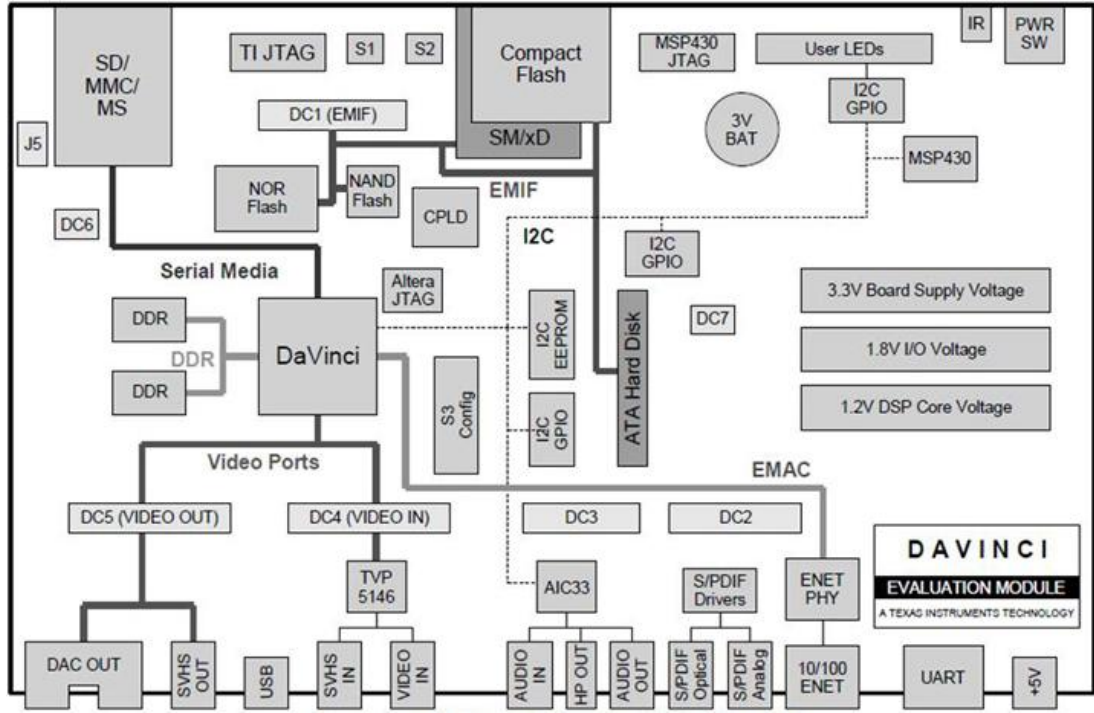 SD/
MMC/
MS
TI JTAG
S1
S2
Compact
Flash
MSP430
JTAG
User LEDs
IR
PWR
SW
I2C
GPIO
DC1 (EMIF)
SM/xD
3V
BAT
J5
MSP430
NOR
Flash
NAND
Flash
EMIF
CPLD
DC6
I2C
I2C
GPIO
Serial Media
Altera
JTAG
3.3V Board Supply Voltage
DDR
DDR
DDR
DaVinci
I2C
EEPROM
DC7
1.8V I/O Voltage
S3
Config
I2C
GPIO
ATA Hard Disk
1.2V DSP Core Voltage
Video Ports
EMAC
DC5 (VIDEO OUT)
DC4 (VIDEO IN)
DC3
DC2
DAVINCI
EVALUATION MODULE
A TEXAS INSTRUMENTS TECHNOLOGY
TVP
5146
AIC33
S/PDIF
Drivers
ENET
PHY
DAC OUT
SVHS
OUT
USB
SVHS
IN
VIDEO
IN
AUDIO
IN
HP OUT
AUDIO
OUT
S/PDIF
Optical
S/PDIF
Analog
10/100
ENET
UART
+5V